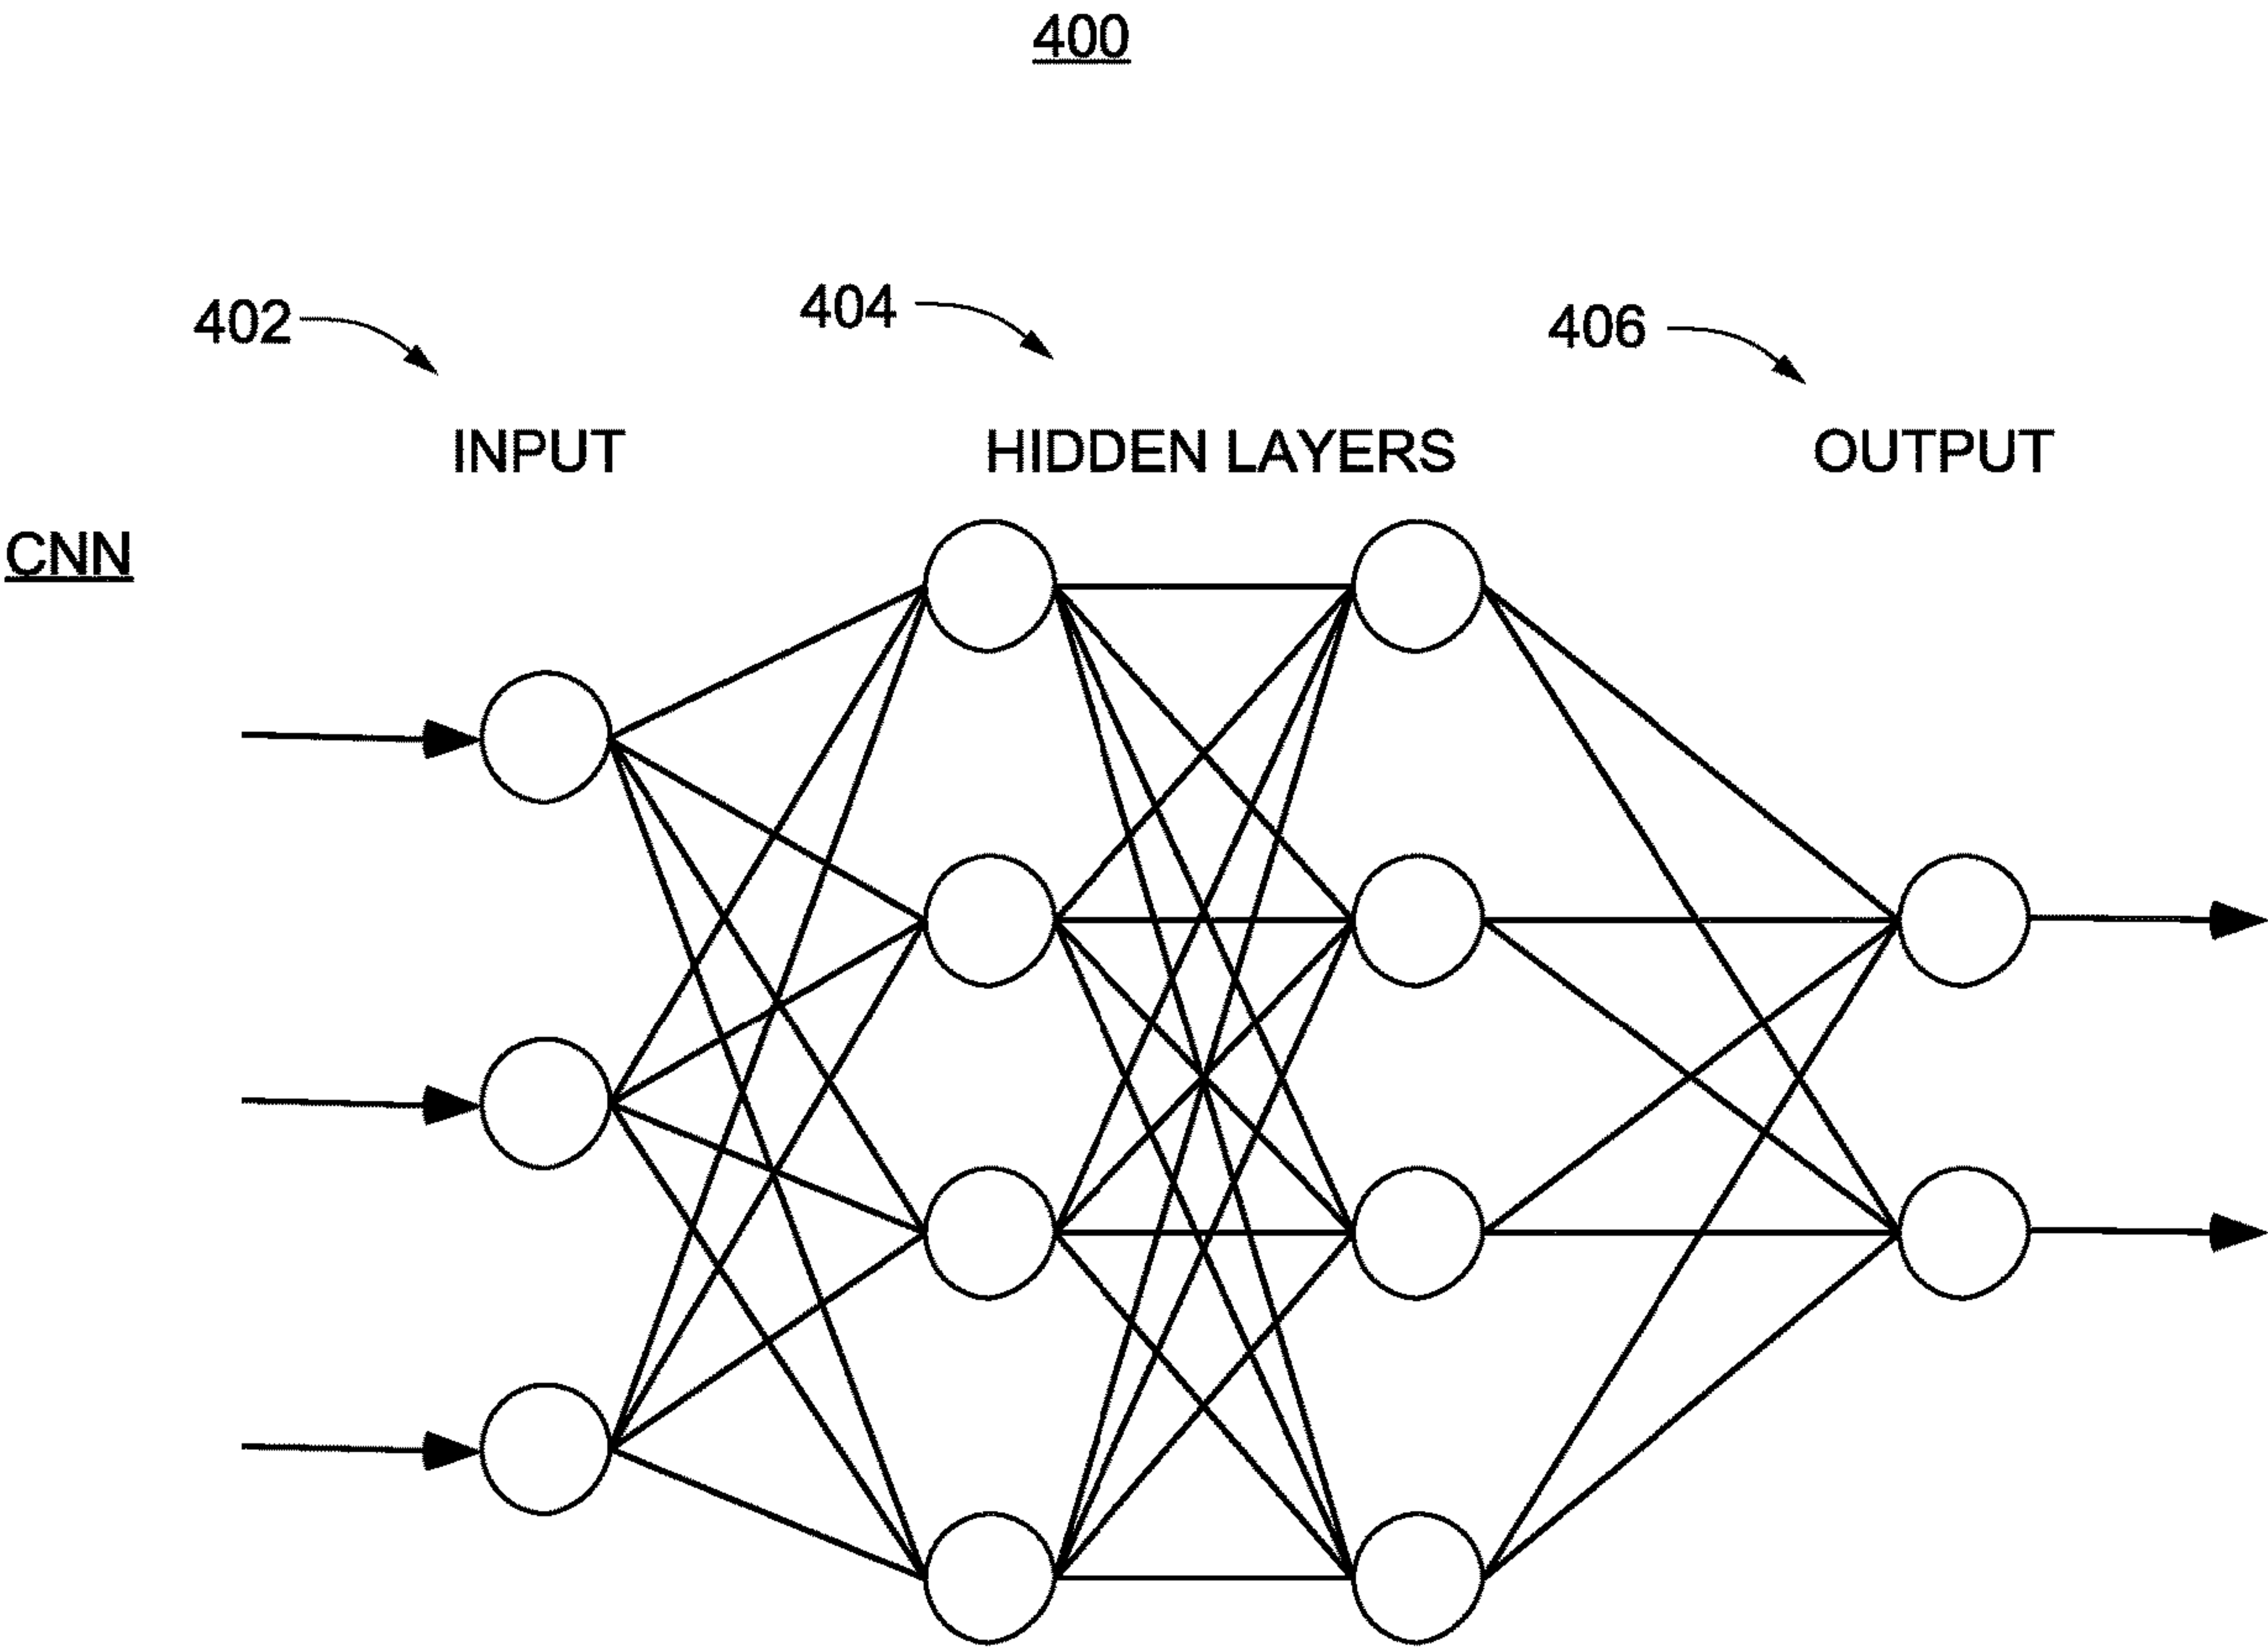 400
402
404
406
INPUT
HIDDEN LAYERS
OUTPUT
CNN